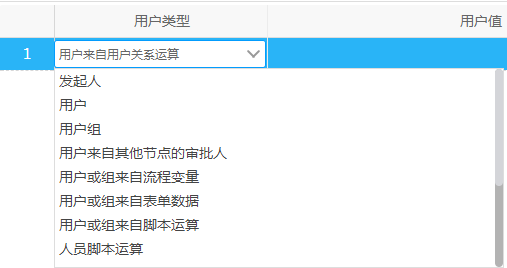 用户类型 用户值
1 用户来自用户关系运算
发起人
用户
用户组
用户来自其他节点的审批人
用户或组来自流程变量
用户或组来自表单数据
用户或组来自脚本运算
人员脚本运算